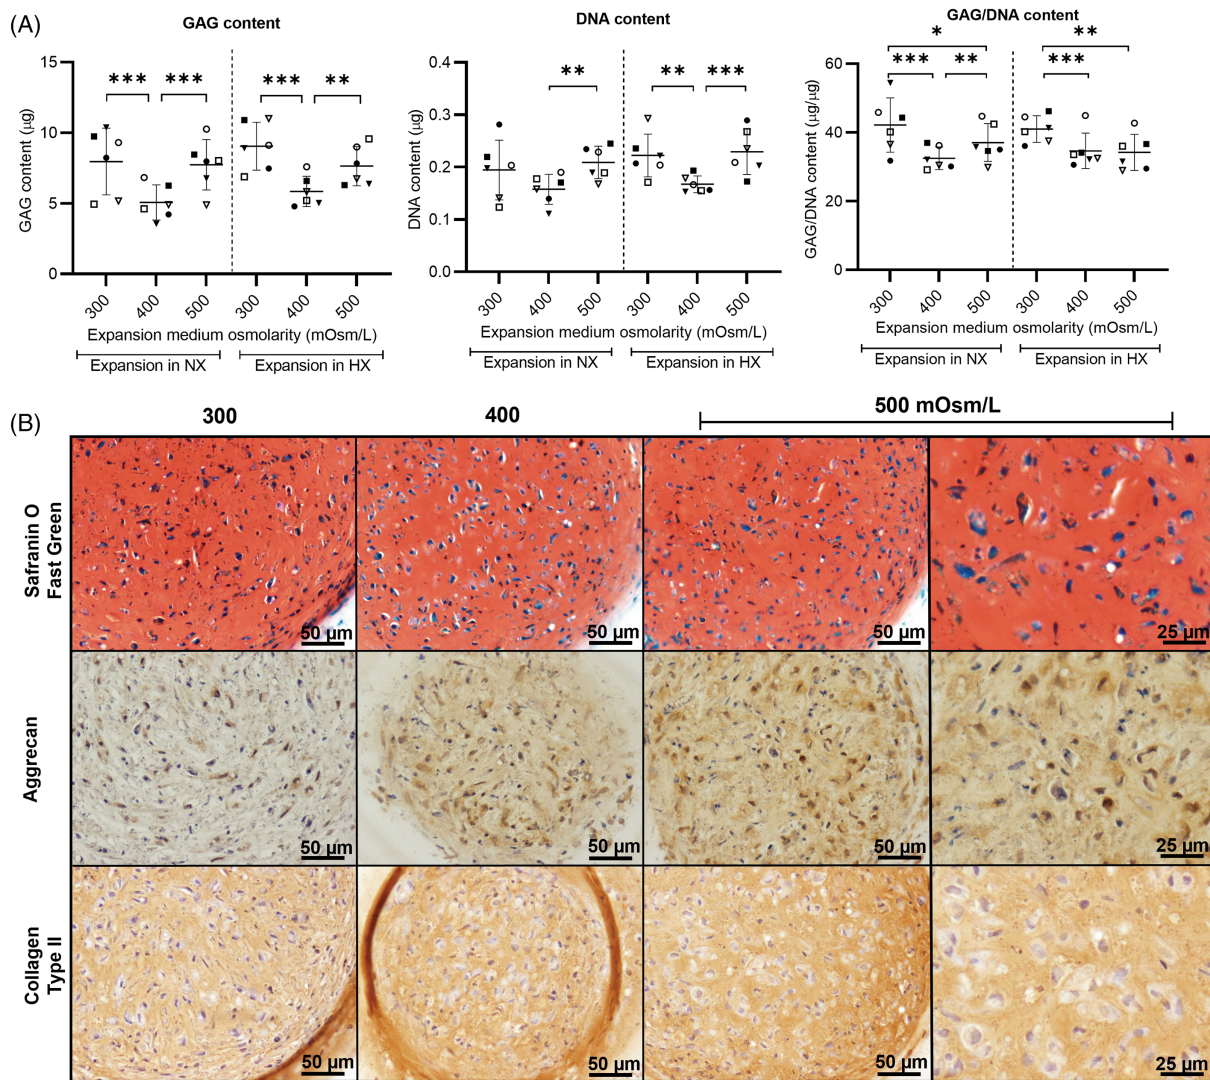 (A)
GAG content
DNA content
GAG/DNA content
GAG content (µg)
15
10
5
0
*** *** *** **
300 400 500 300 400 500
Expansion medium osmolarity (mOsm/L)
Expansion in NX Expansion in HX
DNA content (µg)
0.4
0.3
0.2
0.1
0.0
** ** ***
300 400 500 300 400 500
Expansion medium osmolarity (mOsm/L)
Expansion in NX Expansion in HX
GAG/DNA content (µg/µg)
60
40
20
0
* **
*** ** ***
300 400 500 300 400 500
Expansion medium osmolarity (mOsm/L)
Expansion in NX Expansion in HX
(B)
300 400 500 mOsm/L
Safranin O
Fast Green
50 µm 50 µm 50 µm 25 µm
Aggrecan
50 µm 50 µm 50 µm 25 µm
Collagen
Type II
50 µm 50 µm 50 µm 25 µm